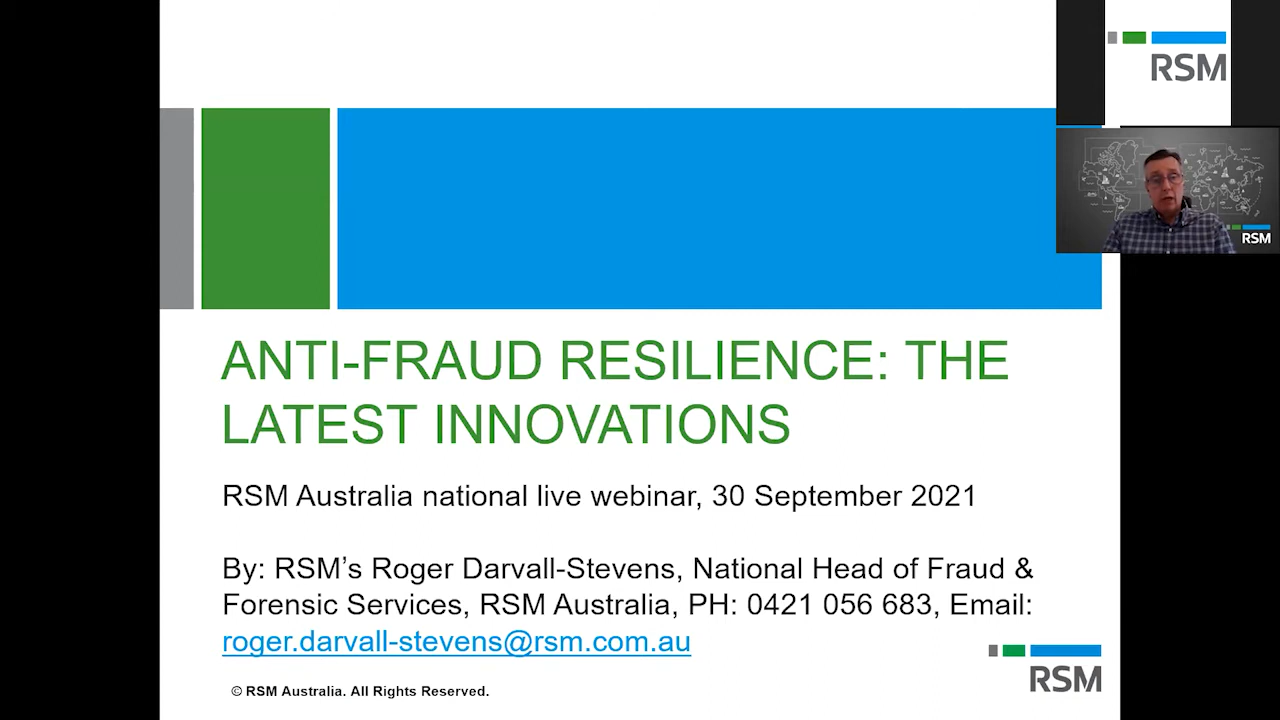 RSM
RSM
ANTI-FRAUD RESILIENCE: THE
LATEST INNOVATIONS
RSM Australia national live webinar, 30 September 2021
By: RSM’s Roger Darvall-Stevens, National Head of Fraud &
Forensic Services, RSM Australia, PH: 0421 056 683, Email:
roger.darvall-stevens@rsm.com.au
RSM
© RSM Australia. All Rights Reserved.